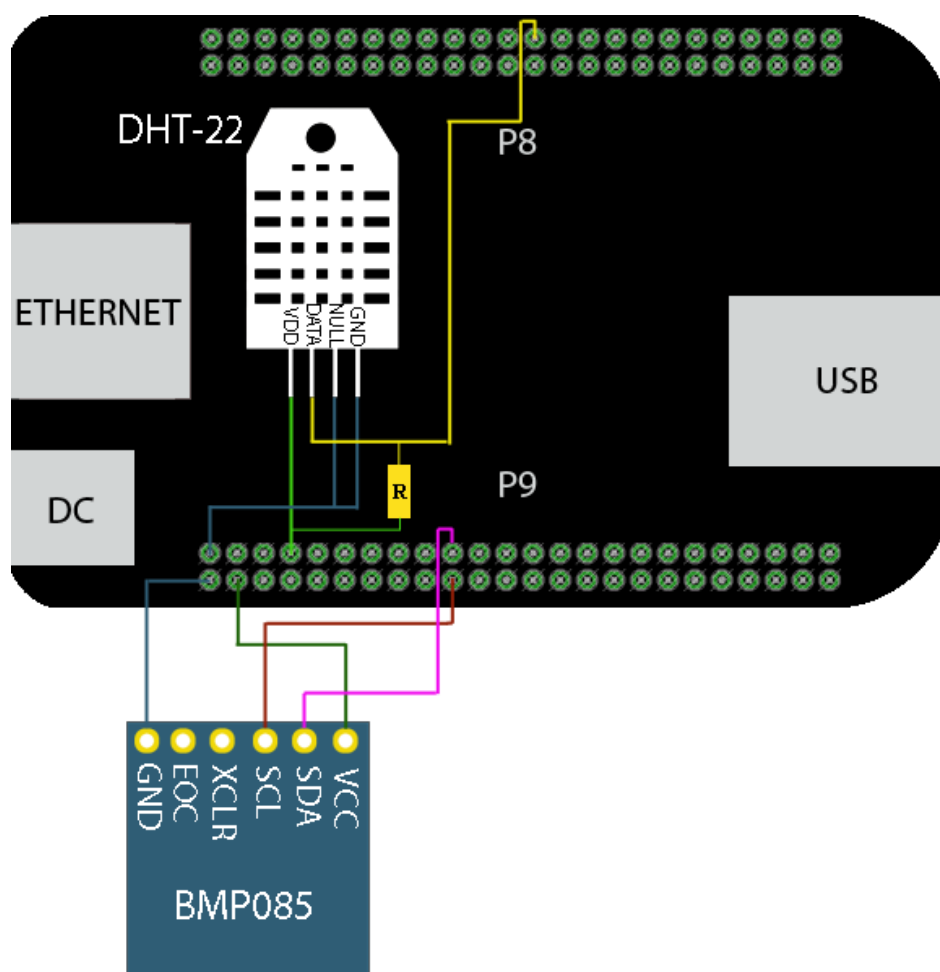 DHT-22
P8
VDD
DATA
NULL
GND
ETHERNET
USB
DC
R
P9
GND
EOC
XCLR
SCL
SDA
VCC
BMP085